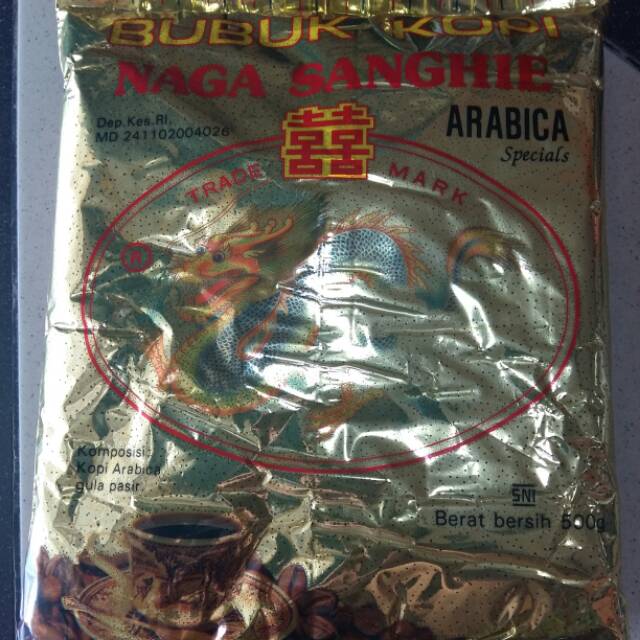 BUBUK KOPI
NAGA SANGHIE
Dep.Kes.RI.
MD 241102004026
ARABICA
Specials
囍
TRADE MARK
®
Komposisi :
Kopi Arabica
gula pasir.
SNI
Berat bersih 500g